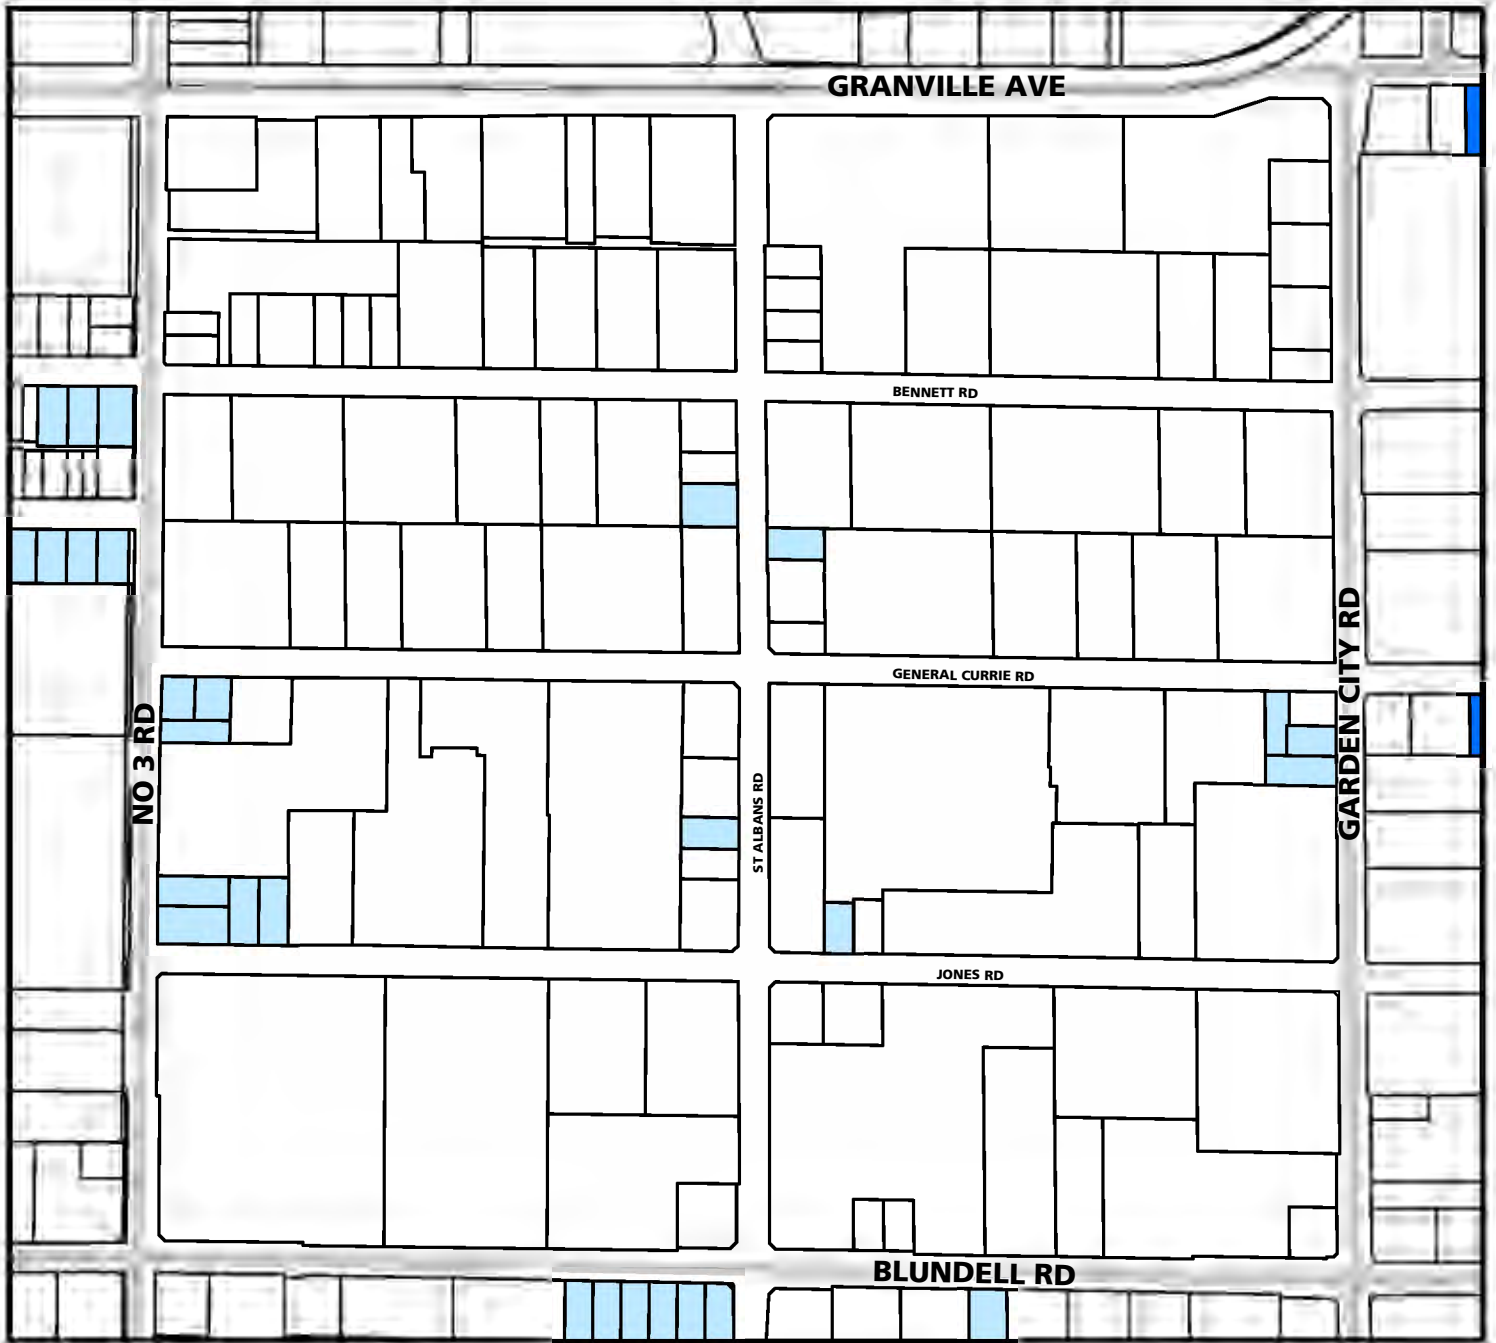 GRANVILLE AVE
BENNETT RD
GENERAL CURRIE RD
GARDEN CITY RD
NO 3 RD
ST ALBANS RD
JONES RD
BLUNDELL RD